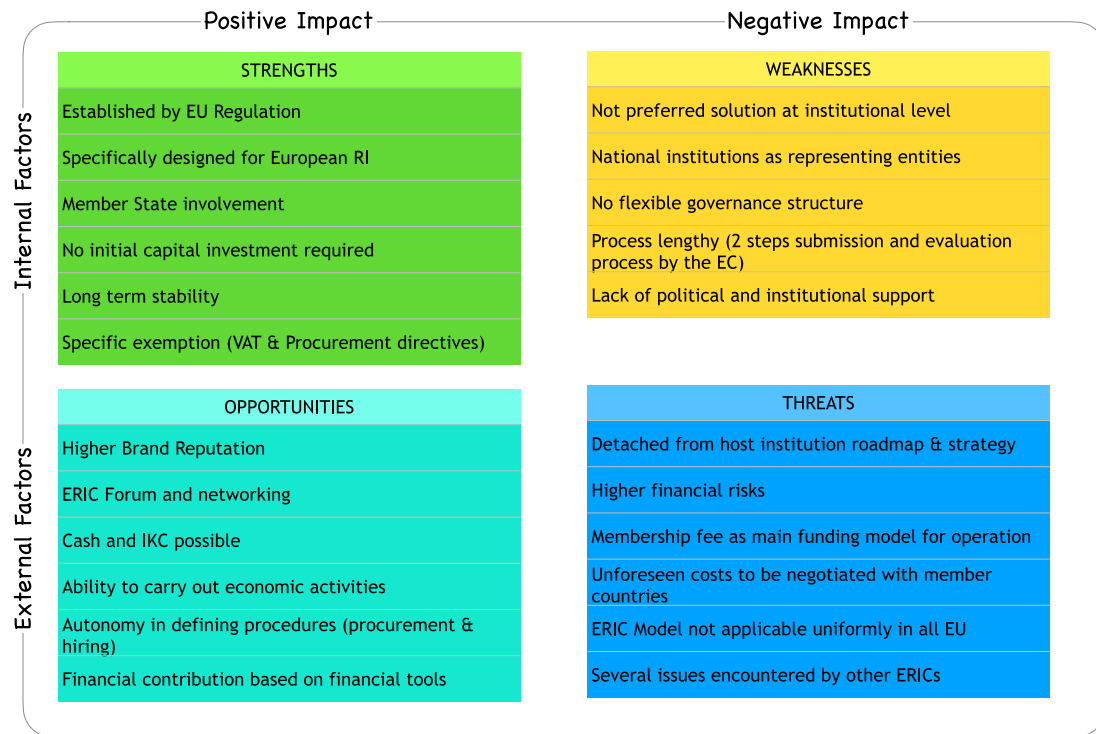 Positive Impact
Negative Impact
Internal Factors
STRENGTHS
Established by EU Regulation
Specifically designed for European RI
Member State involvement
No initial capital investment required
Long term stability
Specific exemption (VAT & Procurement directives)
WEAKNESSES
Not preferred solution at institutional level
National institutions as representing entities
No flexible governance structure
Process lengthy (2 steps submission and evaluation
process by the EC)
Lack of political and institutional support
External Factors
OPPORTUNITIES
Higher Brand Reputation
ERIC Forum and networking
Cash and IKC possible
Ability to carry out economic activities
Autonomy in defining procedures (procurement &
hiring)
Financial contribution based on financial tools
THREATS
Detached from host institution roadmap & strategy
Higher financial risks
Membership fee as main funding model for operation
Unforeseen costs to be negotiated with member
countries
ERIC Model not applicable uniformly in all EU
Several issues encountered by other ERICs